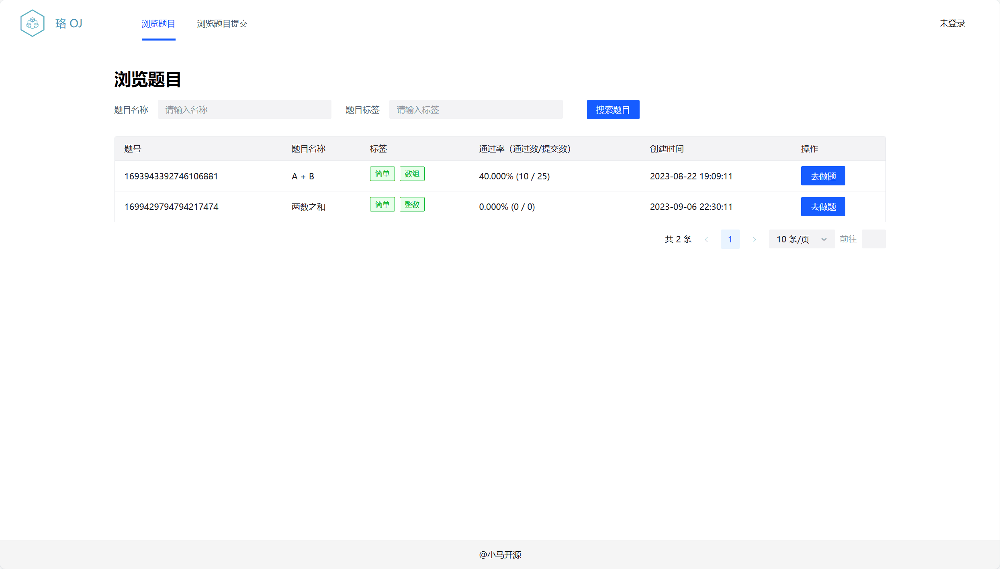 珞 OJ
浏览题目 浏览题目提交 未登录
浏览题目
题目名称 请输入名称 题目标签 请输入标签 搜索题目
题号 题目名称 标签 通过率（通过数/提交数） 创建时间 操作
1693943392746106881 A + B 简单 数组 40.000% (10 / 25) 2023-08-22 19:09:11 去做题
1699429794794217474 两数之和 简单 整数 0.000% (0 / 0) 2023-09-06 22:30:11 去做题
共 2 条 1 10 条/页 前往
@小马开源